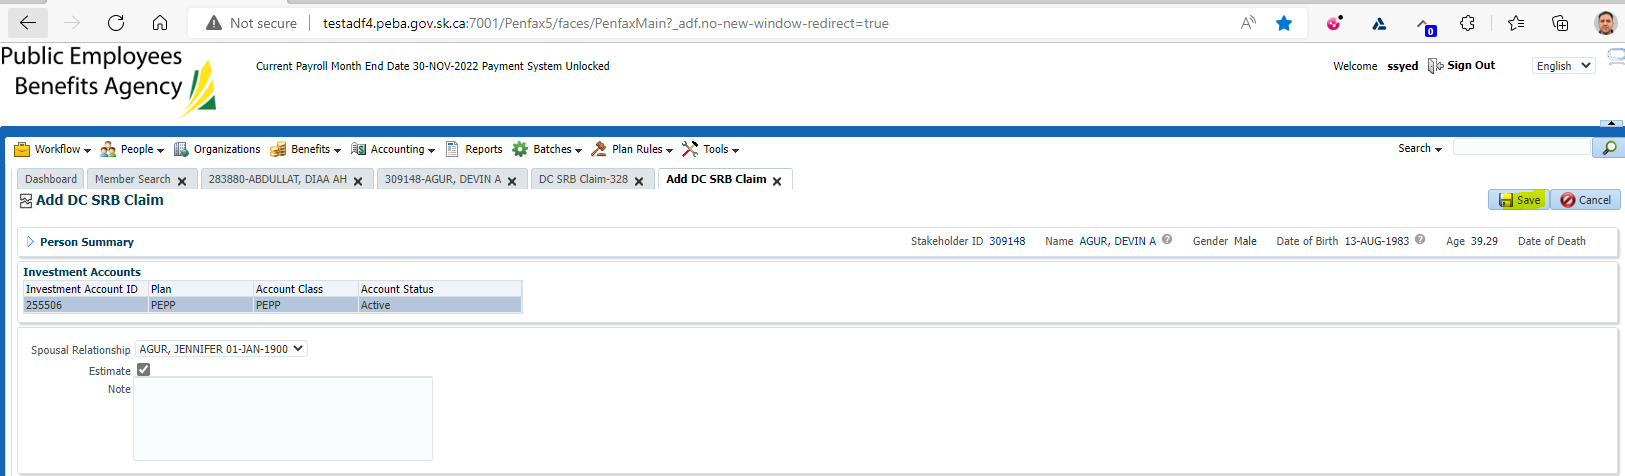 Not secure testadf4.peba.gov.sk.ca:7001/Penfax5/faces/PenfaxMain?_adf.no-new-window-redirect=true
0
Public Employees
Benefits Agency
Current Payroll Month End Date 30-NOV-2022 Payment System Unlocked
Welcome ssyed Sign Out English
Workflow People Organizations Benefits Accounting Reports Batches Plan Rules Tools Search
Dashboard Member Search 283880-ABDULLAT, DIAA AH 309148-AGUR, DEVIN A DC SRB Claim-328 Add DC SRB Claim
Add DC SRB Claim Save Cancel
Person Summary Stakeholder ID 309148 Name AGUR, DEVIN A Gender Male Date of Birth 13-AUG-1983 Age 39.29 Date of Death
Investment Accounts
Investment Account ID Plan Account Class Account Status
255506 PEPP PEPP Active
Spousal Relationship AGUR, JENNIFER 01-JAN-1900
Estimate
Note